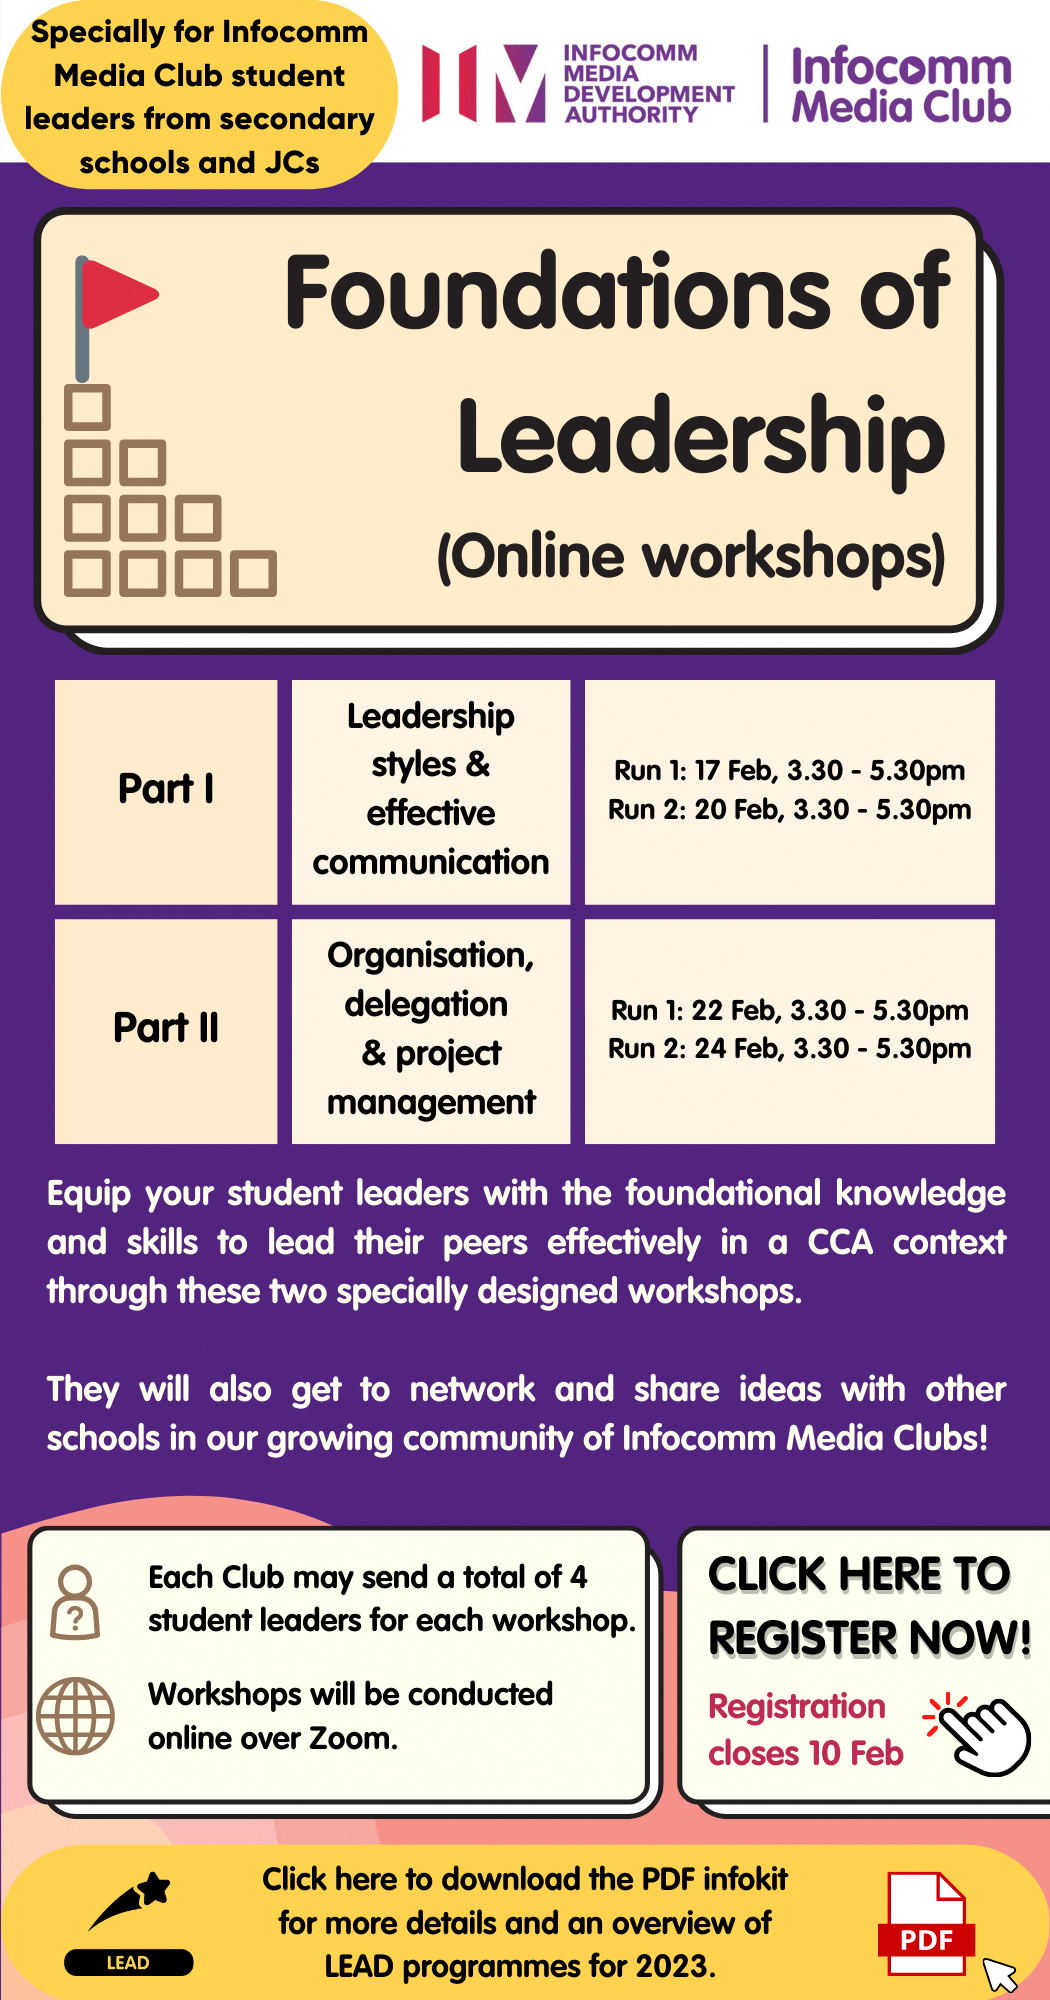 Specially for Infocomm
Media Club student
leaders from secondary
schools and JCs
INFOCOMM
MEDIA
DEVELOPMENT
AUTHORITY
Infocomm
Media Club
Foundations of
Leadership
(Online workshops)
Part I
Leadership
styles &
effective
communication
Run 1: 17 Feb, 3.30 - 5.30pm
Run 2: 20 Feb, 3.30 - 5.30pm
Part II
Organisation,
delegation
& project
management
Run 1: 22 Feb, 3.30 - 5.30pm
Run 2: 24 Feb, 3.30 - 5.30pm
Equip your student leaders with the foundational knowledge
and skills to lead their peers effectively in a CCA context
through these two specially designed workshops.
They will also get to network and share ideas with other
schools in our growing community of Infocomm Media Clubs!
?
Each Club may send a total of 4
student leaders for each workshop.
Workshops will be conducted
online over Zoom.
CLICK HERE TO
REGISTER NOW!
Registration
closes 10 Feb
LEAD
Click here to download the PDF infokit
for more details and an overview of
LEAD programmes for 2023.
PDF